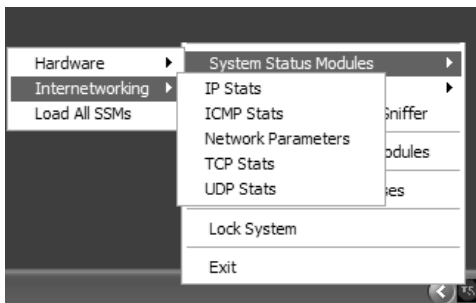 Hardware
Internetworking
Load All SSMs
System Status Modules
IP Stats
ICMP Stats
Network Parameters
TCP Stats
UDP Stats
Sniffer
Lock System
Exit